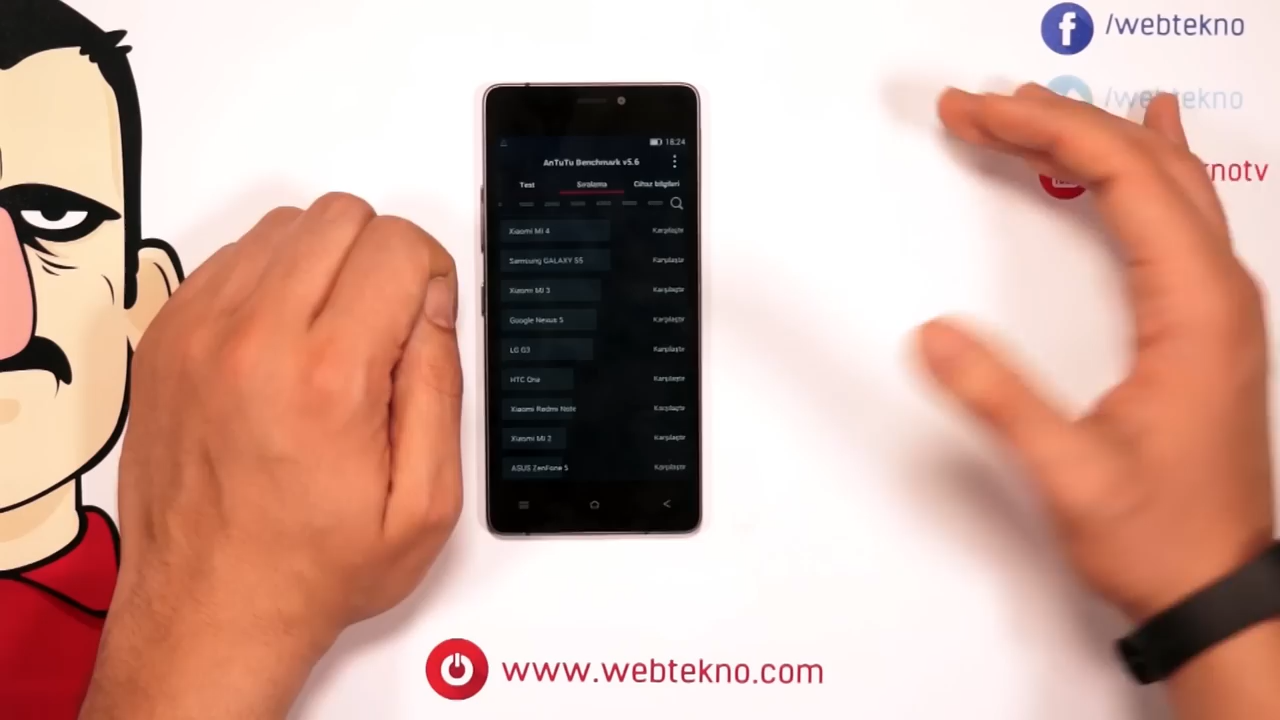 /webtekno
/webtekno
notv
18:24
AnTuTu Benchmark v5.6
Test Sıralama Cihaz bilgileri
Xiaomi Mi 4 Karşılaştır
Samsung GALAXY S5 Karşılaştır
Xiaomi MI 3 Karşılaştır
Google Nexus 5 Karşılaştır
LG G3 Karşılaştır
HTC One Karşılaştır
Xiaomi Redmi Note Karşılaştır
Xiaomi Mi 2 Karşılaştır
ASUS ZenFone 5 Karşılaştır
www.webtekno.com